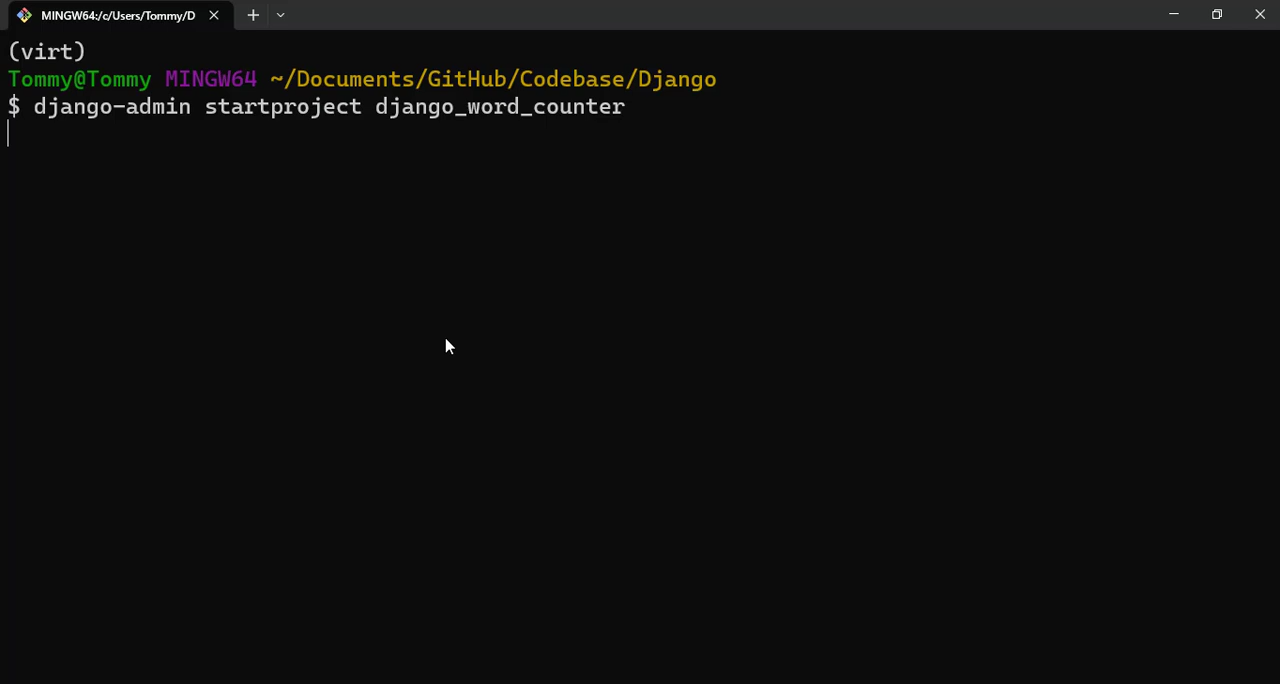 MINGW64:/c/Users/Tommy/D
(virt)
Tommy@Tommy MINGW64 ~/Documents/GitHub/Codebase/Django
$ django-admin startproject django_word_counter